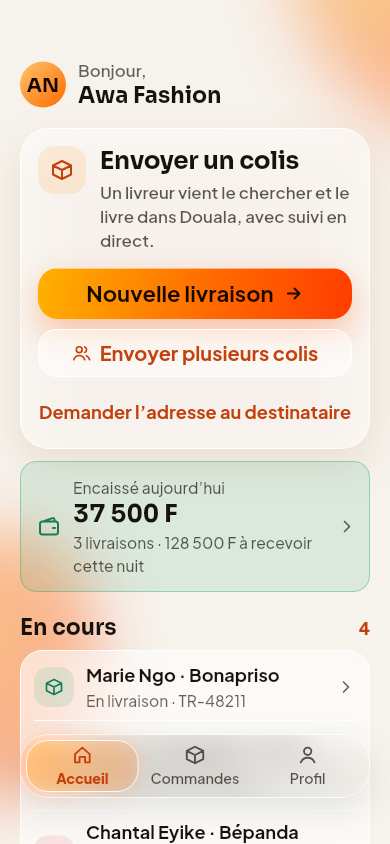 AN
Bonjour,
Awa Fashion
Envoyer un colis
Un livreur vient le chercher et le
livre dans Douala, avec suivi en
direct.
Nouvelle livraison →
Envoyer plusieurs colis
Demander l’adresse au destinataire
Encaissé aujourd’hui
37 500 F
3 livraisons · 128 500 F à recevoir
cette nuit
En cours 4
Marie Ngo · Bonapriso
En livraison · TR-48211
Accueil Commandes Profil
Chantal Eyike · Bépanda